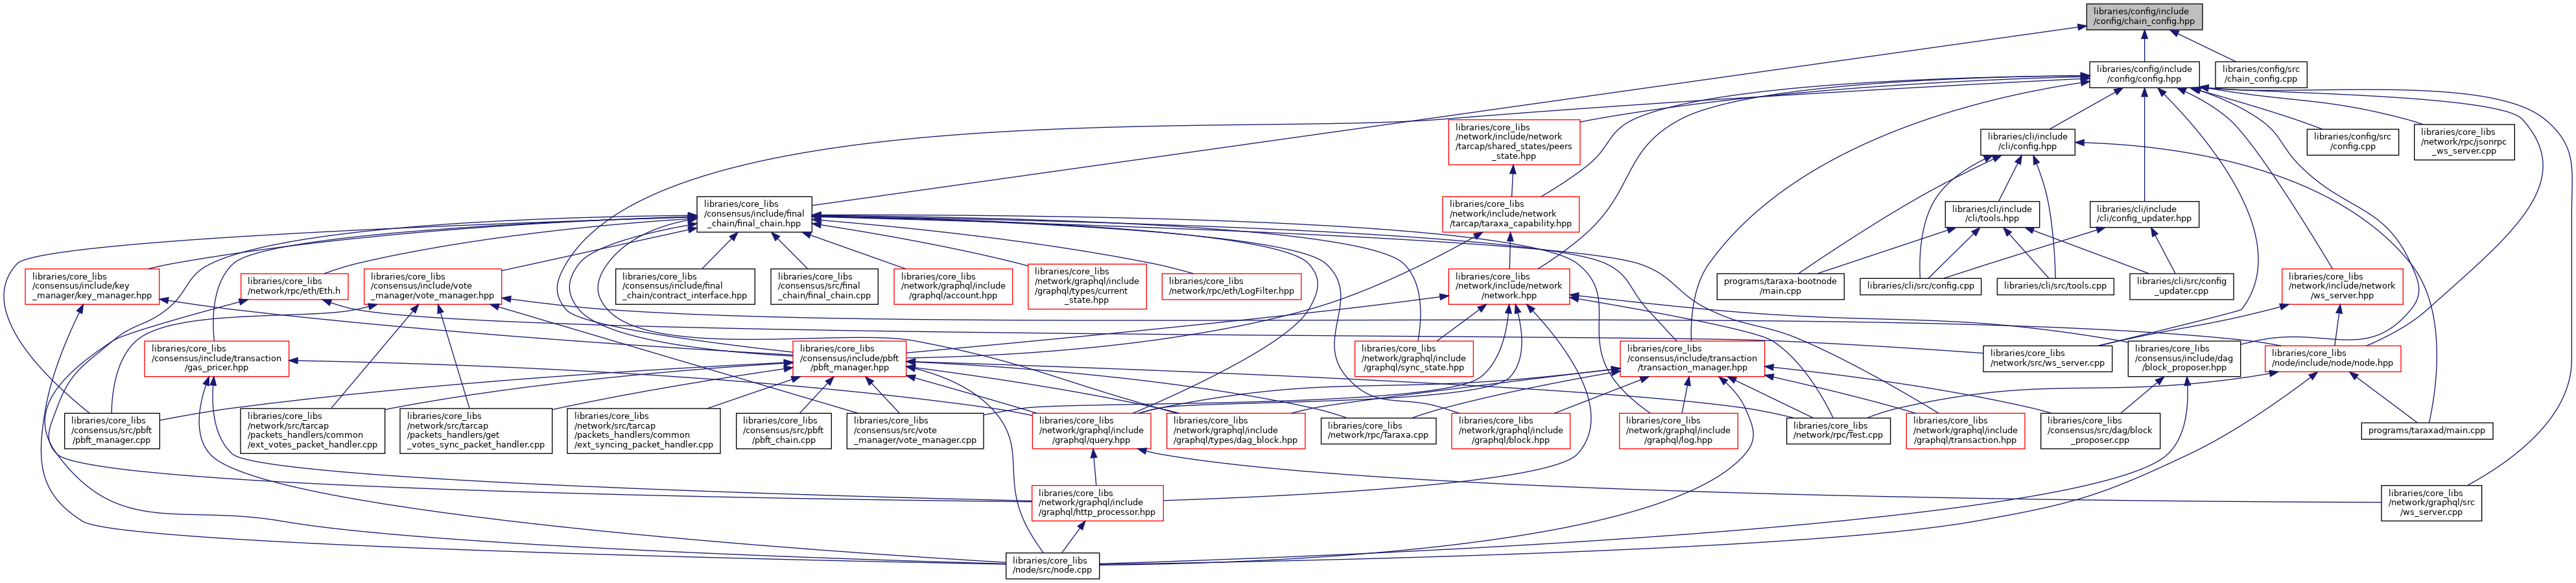 libraries/config/include
/config/chain_config.hpp
libraries/config/include
/config/config.hpp
libraries/config/src
/chain_config.cpp
libraries/core_libs
/network/include/network
/tarcap/shared_states/peers
_state.hpp
libraries/cli/include
/cli/config.hpp
libraries/config/src
/config.cpp
libraries/core_libs
/network/rpc/jsonrpc
_ws_server.cpp
libraries/core_libs
/consensus/include/final
_chain/final_chain.hpp
libraries/core_libs
/network/include/network
/tarcap/taraxa_capability.hpp
libraries/cli/include
/cli/tools.hpp
libraries/cli/include
/cli/config_updater.hpp
libraries/core_libs
/consensus/include/key
_manager/key_manager.hpp
libraries/core_libs
/network/rpc/eth/Eth.h
libraries/core_libs
/consensus/include/vote
_manager/vote_manager.hpp
libraries/core_libs
/consensus/include/final
_chain/contract_interface.hpp
libraries/core_libs
/consensus/src/final
_chain/final_chain.cpp
libraries/core_libs
/network/graphql/include
/graphql/account.hpp
libraries/core_libs
/network/graphql/include
/graphql/types/current
_state.hpp
libraries/core_libs
/network/rpc/eth/LogFilter.hpp
libraries/core_libs
/network/include/network
/network.hpp
programs/taraxa-bootnode
/main.cpp
libraries/cli/src/config.cpp
libraries/cli/src/tools.cpp
libraries/cli/src/config
_updater.cpp
libraries/core_libs
/network/include/network
/ws_server.hpp
libraries/core_libs
/consensus/include/transaction
/gas_pricer.hpp
libraries/core_libs
/consensus/include/pbft
/pbft_manager.hpp
libraries/core_libs
/network/graphql/include
/graphql/sync_state.hpp
libraries/core_libs
/consensus/include/transaction
/transaction_manager.hpp
libraries/core_libs
/network/src/ws_server.cpp
libraries/core_libs
/consensus/include/dag
/block_proposer.hpp
libraries/core_libs
/node/include/node/node.hpp
libraries/core_libs
/consensus/src/pbft
/pbft_manager.cpp
libraries/core_libs
/network/src/tarcap
/packets_handlers/common
/ext_votes_packet_handler.cpp
libraries/core_libs
/network/src/tarcap
/packets_handlers/get
_votes_sync_packet_handler.cpp
libraries/core_libs
/network/src/tarcap
/packets_handlers/common
/ext_syncing_packet_handler.cpp
libraries/core_libs
/consensus/src/pbft
/pbft_chain.cpp
libraries/core_libs
/consensus/src/vote
_manager/vote_manager.cpp
libraries/core_libs
/network/graphql/include
/graphql/query.hpp
libraries/core_libs
/network/graphql/include
/graphql/types/dag_block.hpp
libraries/core_libs
/network/rpc/Taraxa.cpp
libraries/core_libs
/network/graphql/include
/graphql/block.hpp
libraries/core_libs
/network/graphql/include
/graphql/log.hpp
libraries/core_libs
/network/rpc/Test.cpp
libraries/core_libs
/network/graphql/include
/graphql/transaction.hpp
libraries/core_libs
/consensus/src/dag/block
_proposer.cpp
programs/taraxad/main.cpp
libraries/core_libs
/network/graphql/include
/graphql/http_processor.hpp
libraries/core_libs
/network/graphql/src
/ws_server.cpp
libraries/core_libs
/node/src/node.cpp